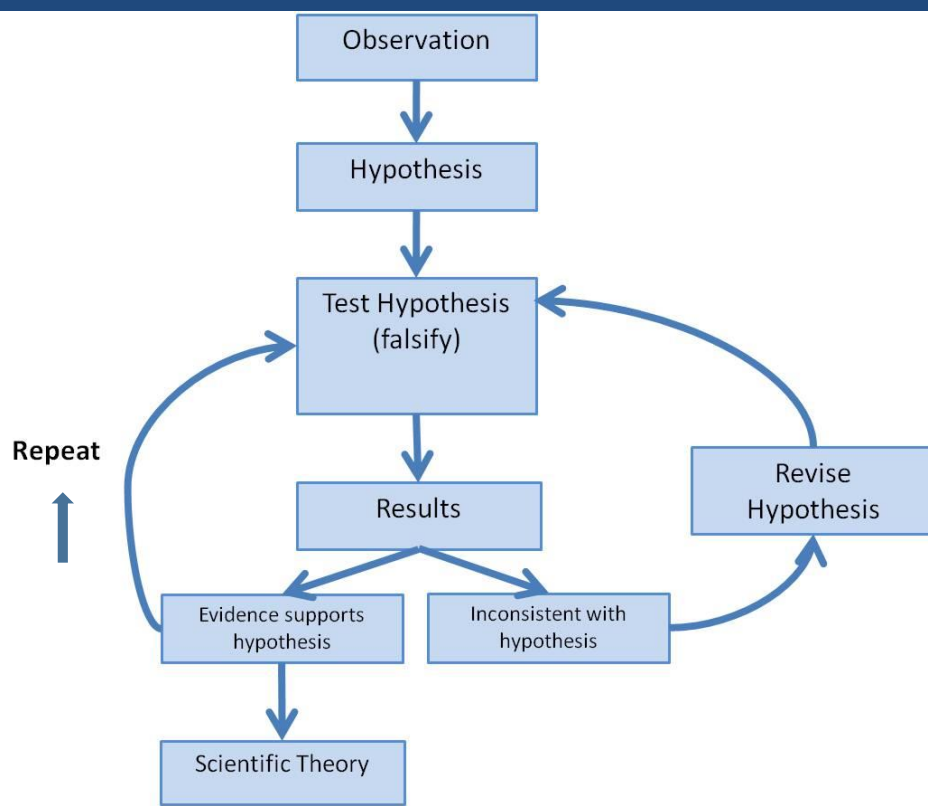 Observation
Hypothesis
Test Hypothesis
(falsify)
Repeat
Revise
Hypothesis
Results
Evidence supports
hypothesis
Inconsistent with
hypothesis
Scientific Theory